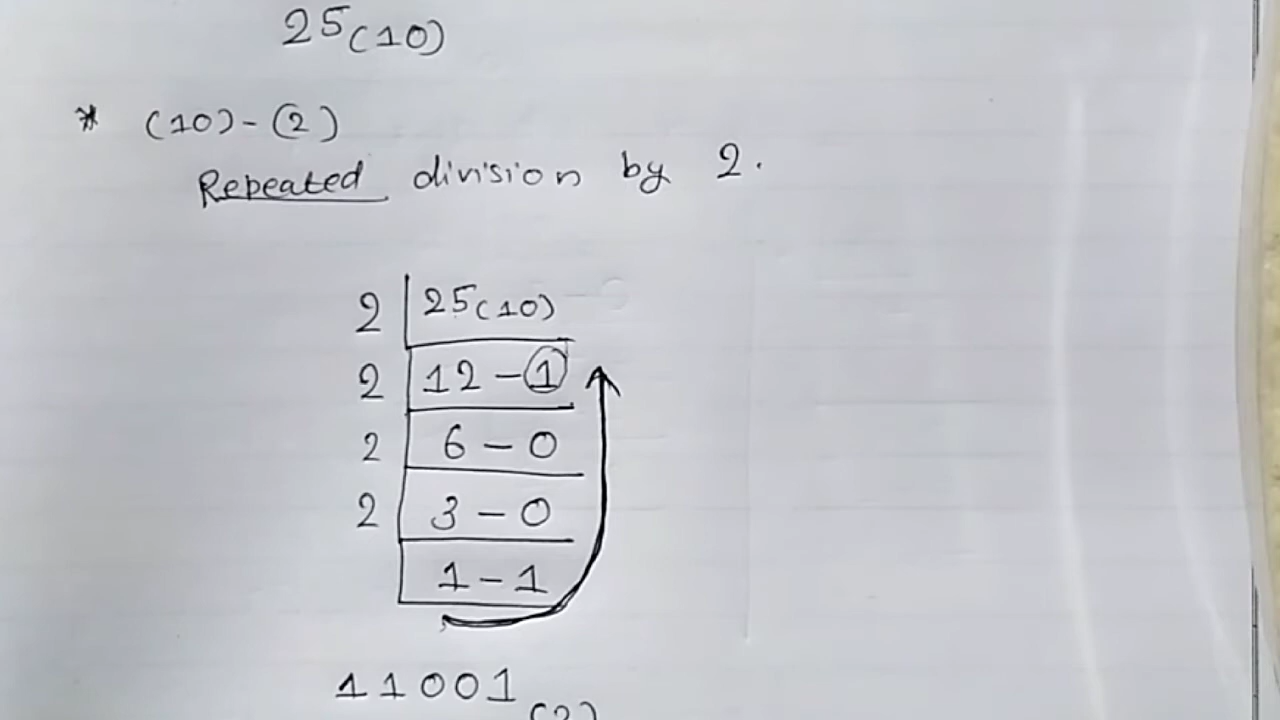 25(10)
* (10) - (2)
Repeated division by 2.
2 25(10)
2 12 - 1
2 6 - 0
2 3 - 0
1 - 1
11001(2)